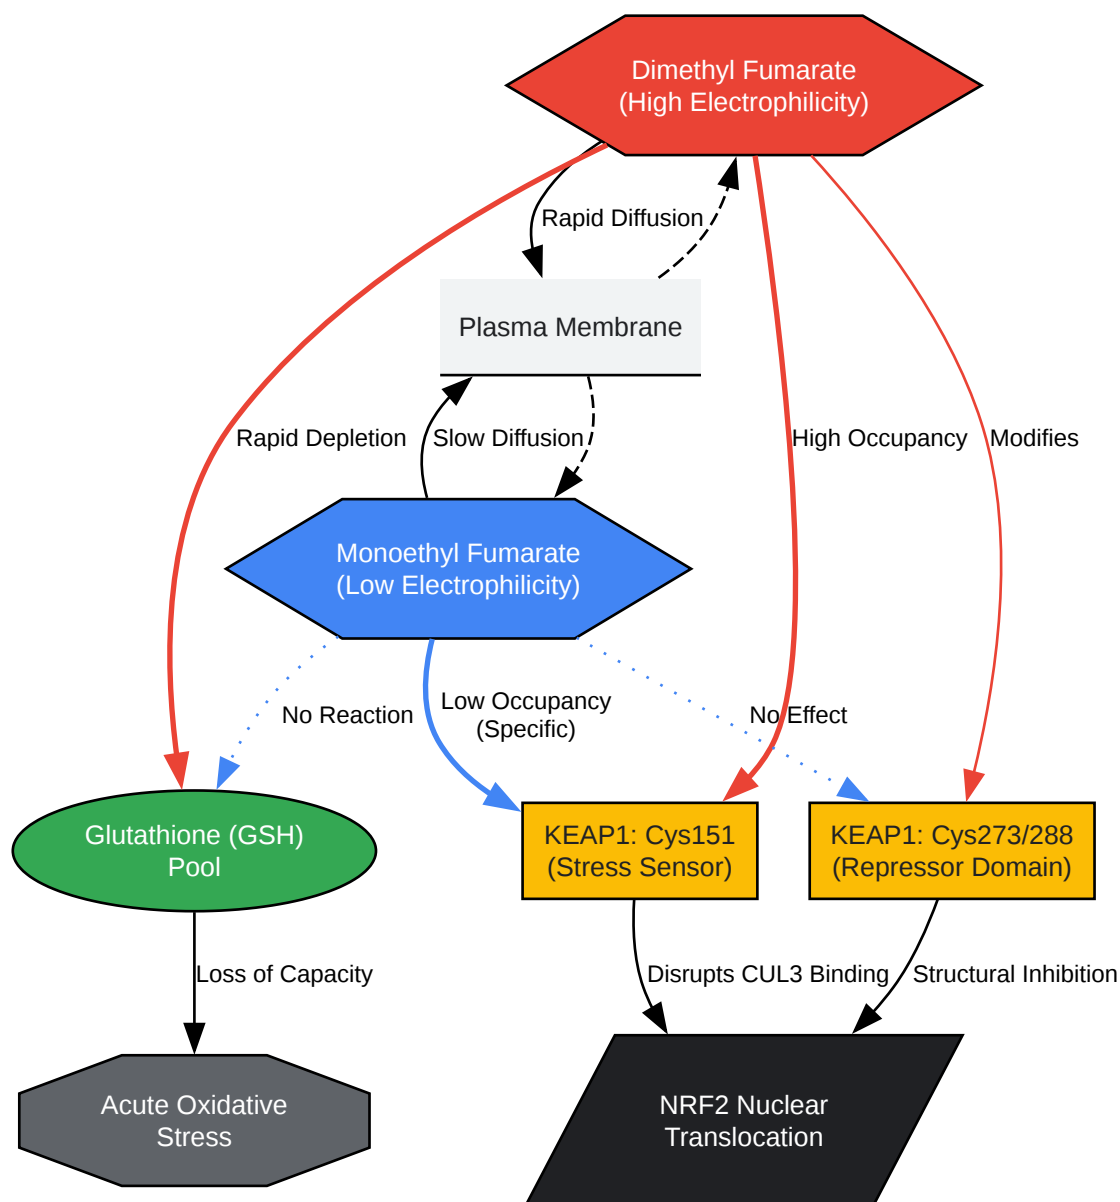 Dimethyl Fumarate
(High Electrophilicity)
Rapid Diffusion
Plasma Membrane
Rapid Depletion
Slow Diffusion
High Occupancy
Modifies
Monoethyl Fumarate
(Low Electrophilicity)
No Reaction
Low Occupancy
(Specific)
No Effect
Glutathione (GSH)
Pool
KEAP1: Cys151
(Stress Sensor)
KEAP1: Cys273/288
(Repressor Domain)
Loss of Capacity
Disrupts CUL3 Binding
Structural Inhibition
Acute Oxidative
Stress
NRF2 Nuclear
Translocation